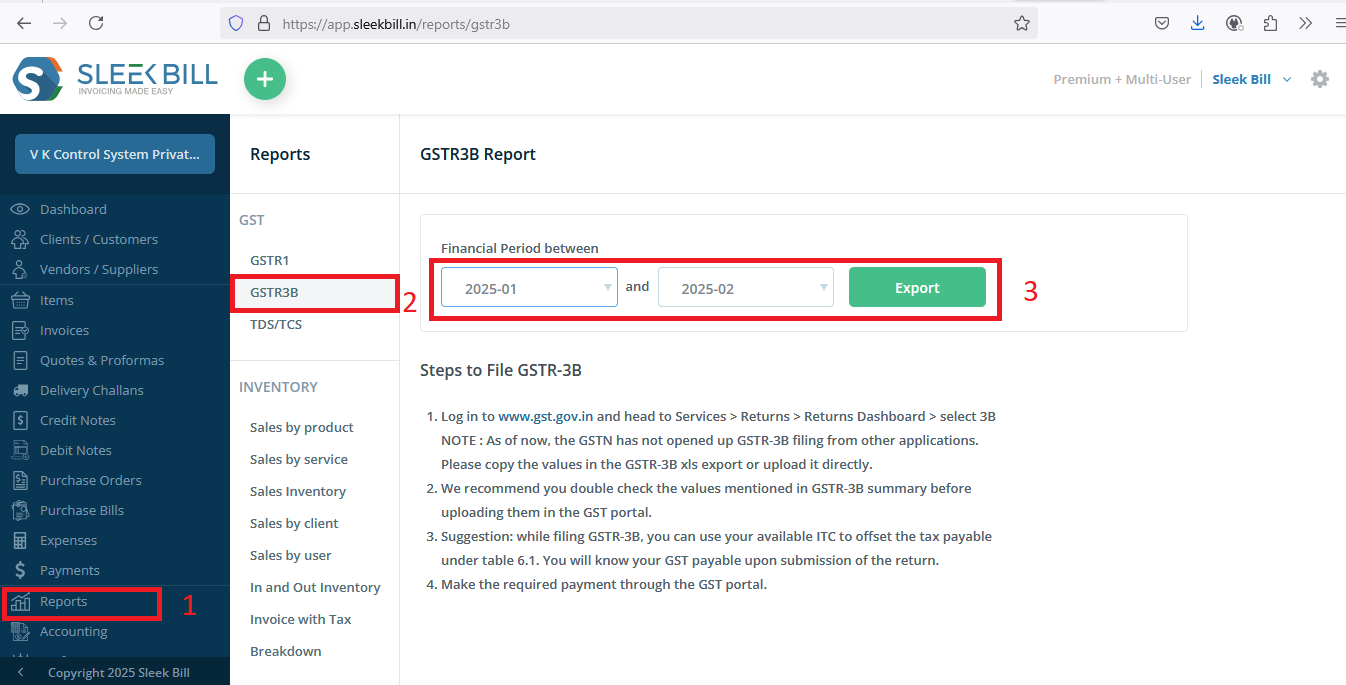 https://app.sleekbill.in/reports/gstr3b
SLEEK BILL
INVOICING MADE EASY
+
Premium + Multi-User
Sleek Bill
V K Control System Privat...
Dashboard
Clients / Customers
Vendors / Suppliers
Items
Invoices
Quotes & Proformas
Delivery Challans
Credit Notes
Debit Notes
Purchase Orders
Purchase Bills
Expenses
Payments
Reports
1
Accounting
Copyright 2025 Sleek Bill
Reports
GST
GSTR1
GSTR3B
2
TDS/TCS
INVENTORY
Sales by product
Sales by service
Sales Inventory
Sales by client
Sales by user
In and Out Inventory
Invoice with Tax
Breakdown
GSTR3B Report
Financial Period between
2025-01 and 2025-02 Export
3
Steps to File GSTR-3B
1. Log in to www.gst.gov.in and head to Services > Returns > Returns Dashboard > select 3B
NOTE : As of now, the GSTN has not opened up GSTR-3B filing from other applications.
Please copy the values in the GSTR-3B xls export or upload it directly.
2. We recommend you double check the values mentioned in GSTR-3B summary before
uploading them in the GST portal.
3. Suggestion: while filing GSTR-3B, you can use your available ITC to offset the tax payable
under table 6.1. You will know your GST payable upon submission of the return.
4. Make the required payment through the GST portal.